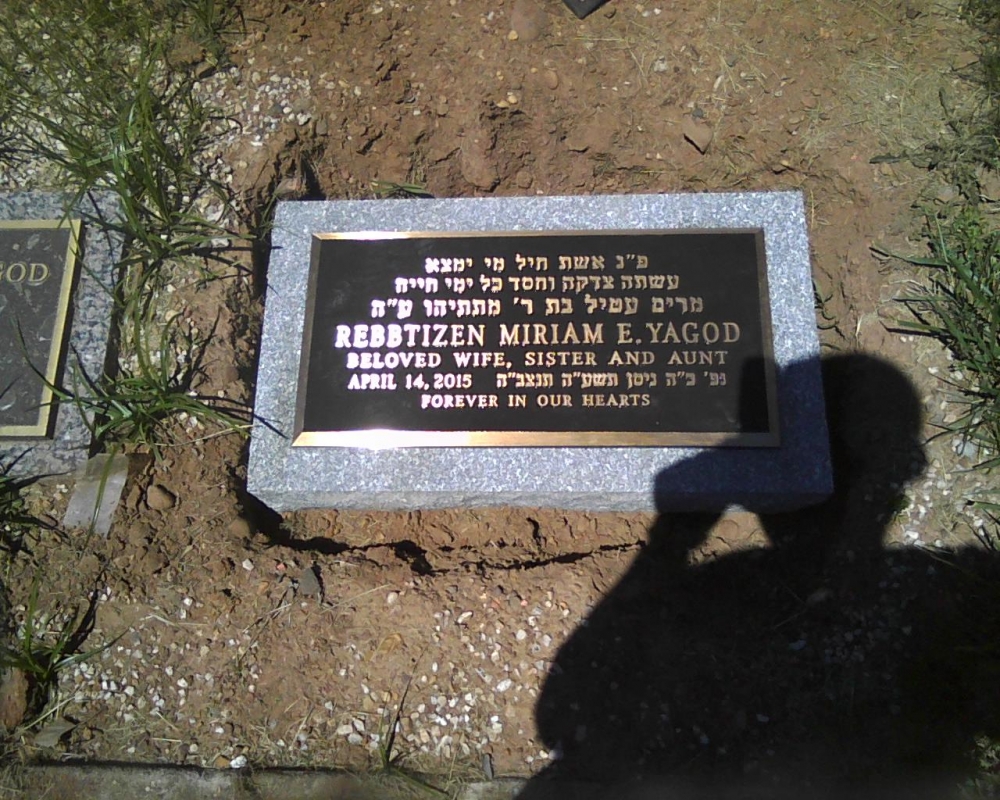 GOD
פ"נ אשת חיל מי ימצא
עשתה צדקה וחסד כל ימי חייה
מרים עטיל בת ר' מתתיהו ע"ה
REBBTIZEN MIRIAM E. YAGOD
BELOVED WIFE, SISTER AND AUNT
APRIL 14, 2015 נפ' כ"ה ניסן תשע"ה תנצב"ה
FOREVER IN OUR HEARTS